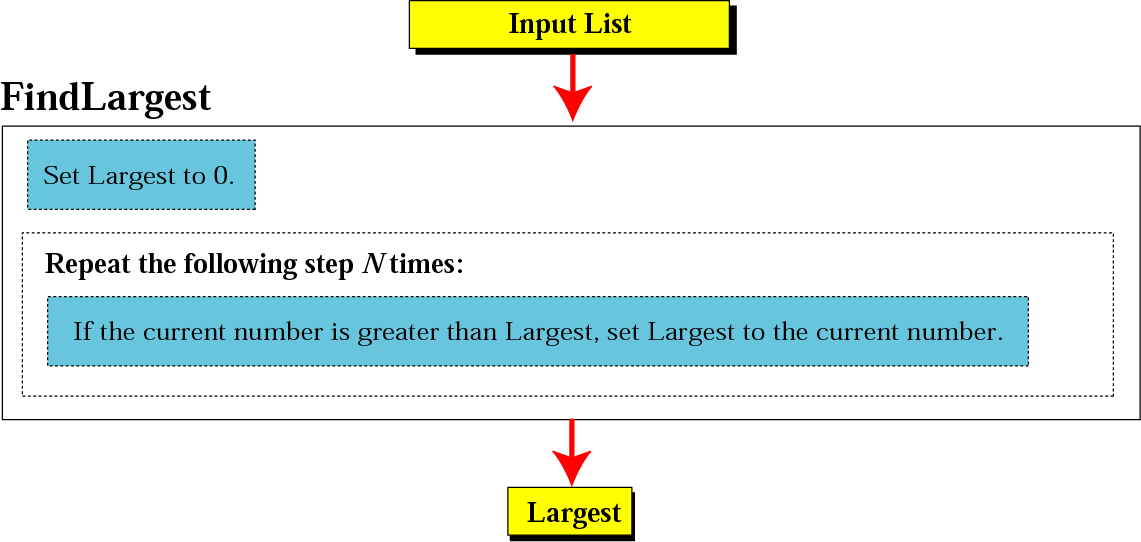 Input List
FindLargest
Set Largest to 0.
Repeat the following step N times:
If the current number is greater than Largest, set Largest to the current number.
Largest